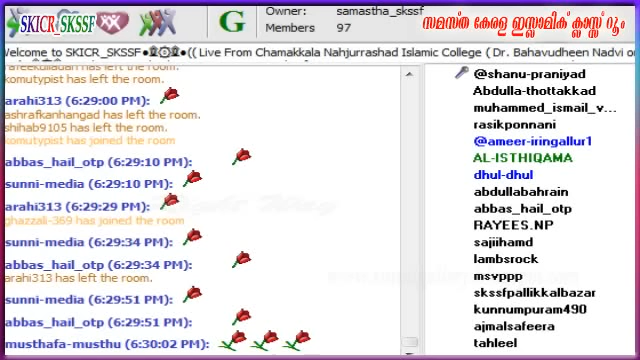 SKICR_SKSSF
G
Owner: samastha_skssf
Members 97
സമസ്ത കേരള ഇസ്ലാമിക് ക്ലാസ്സ് റൂം
Welcome to SKICR_SKSSF (( Live From Chamakkala Nahjurrashad Islamic College ( Dr. Bahavudheen Nadvi on
has left the room.
komutypist has left the room.
arahi313 (6:29:00 PM):
ashrafkanhangad has left the room.
shihab9105 has left the room.
komutypist has joined the room
abbas_hail_otp (6:29:10 PM):
sunni-media (6:29:10 PM):
arahi313 (6:29:29 PM):
ghazzali-369 has joined the room
sunni-media (6:29:34 PM):
abbas_hail_otp (6:29:34 PM):
arahi313 has left the room.
sunni-media (6:29:51 PM):
abbas_hail_otp (6:29:51 PM):
musthafa-musthu (6:30:02 PM):
@shanu-praniyad
Abdulla-thottakkad
muhammed_ismail_v...
rasikponnani
@ameer-iringallur1
AL-ISTHIQAMA
dhul-dhul
abdullabahrain
abbas_hail_otp
RAYEES.NP
sajiihamd
lambsrock
msvppp
skssfpallikkalbazar
kunnumpuram490
ajmalsafeera
tahleel